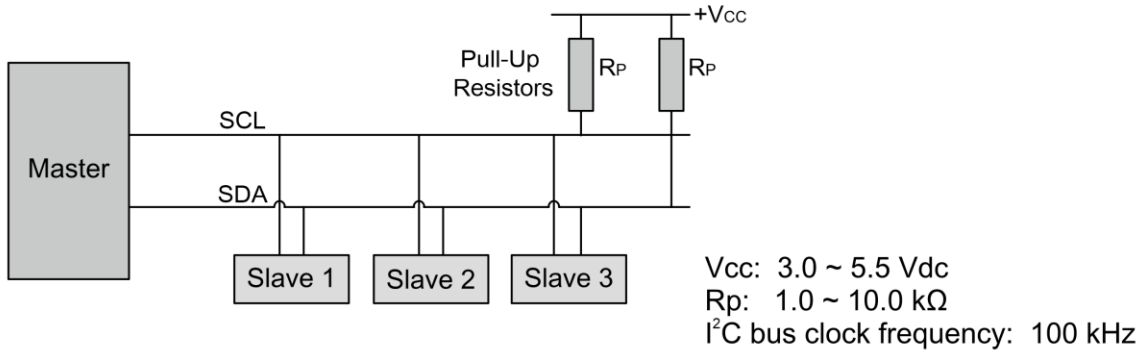 +Vcc
Pull-Up
Resistors
RP
RP
SCL
Master
SDA
Slave 1
Slave 2
Slave 3
Vcc: 3.0 ~ 5.5 Vdc
Rp: 1.0 ~ 10.0 kΩ
I²C bus clock frequency: 100 kHz